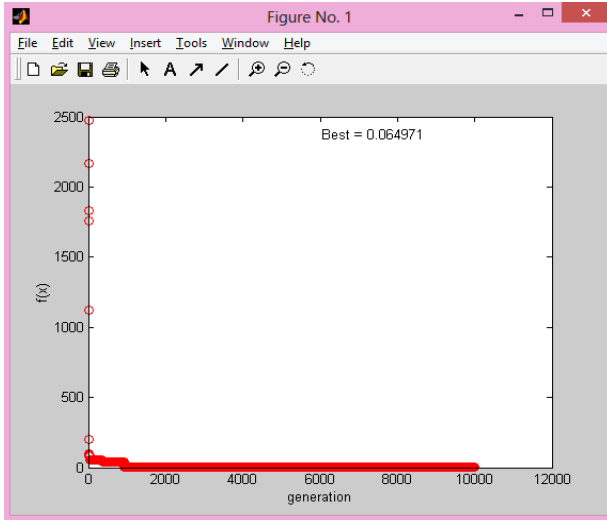 Figure No. 1
File Edit View Insert Tools Window Help
A
Best = 0.064971
2500
2000
1500
1000
500
0
f(x)
0 2000 4000 6000 8000 10000 12000
generation